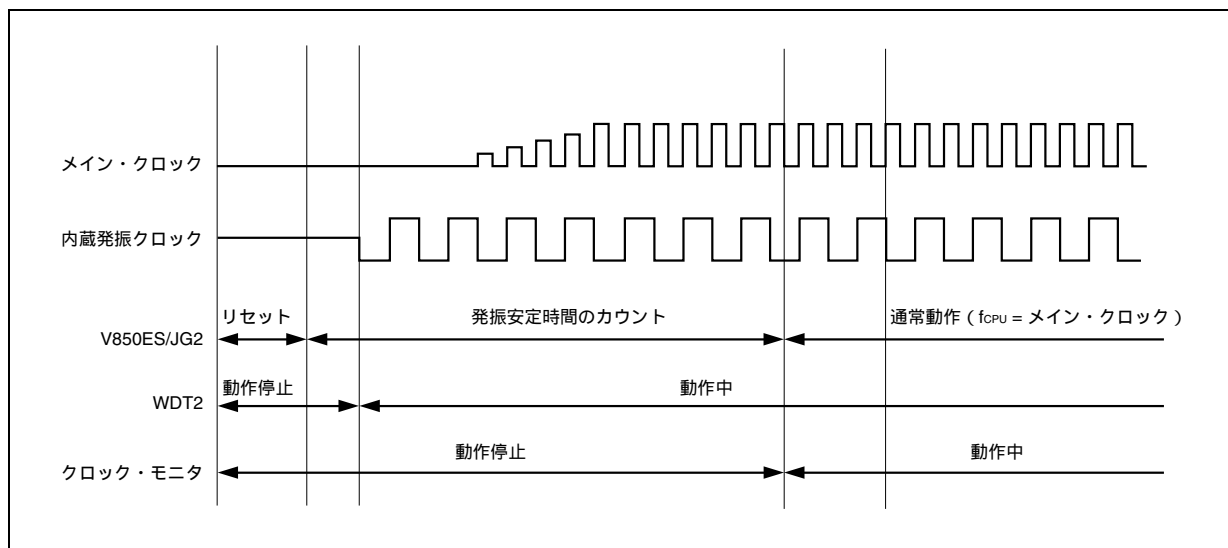 メイン・クロック
内蔵発振クロック
リセット 発振安定時間のカウント 通常動作（fCPU = メイン・クロック）
V850ES/JG2
動作停止 動作中
WDT2
動作停止 動作中
クロック・モニタ